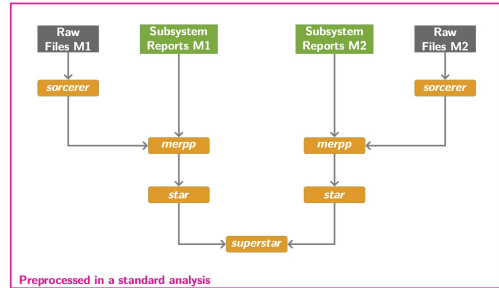 Raw
Files M1
Subsystem
Reports M1
Subsystem
Reports M2
Raw
Files M2
sorcerer
sorcerer
merpp
merpp
star
star
superstar
Preprocessed in a standard analysis